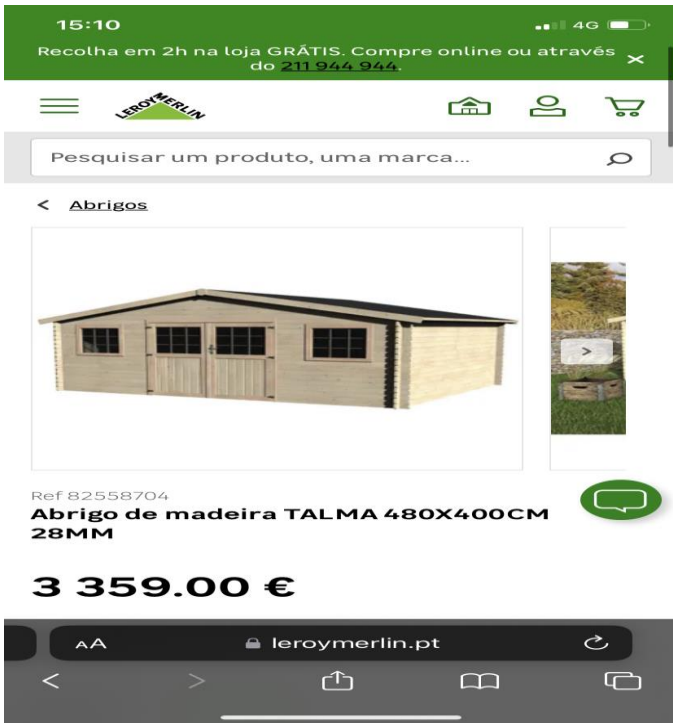 15:10
4G
Recolha em 2h na loja GRÁTIS. Compre online ou através
do 211 944 944.
LEROY MERLIN
Pesquisar um produto, uma marca...
Abrigos
Ref 82558704
Abrigo de madeira TALMA 480X400CM
28MM
3 359.00 €
AA
leroymerlin.pt